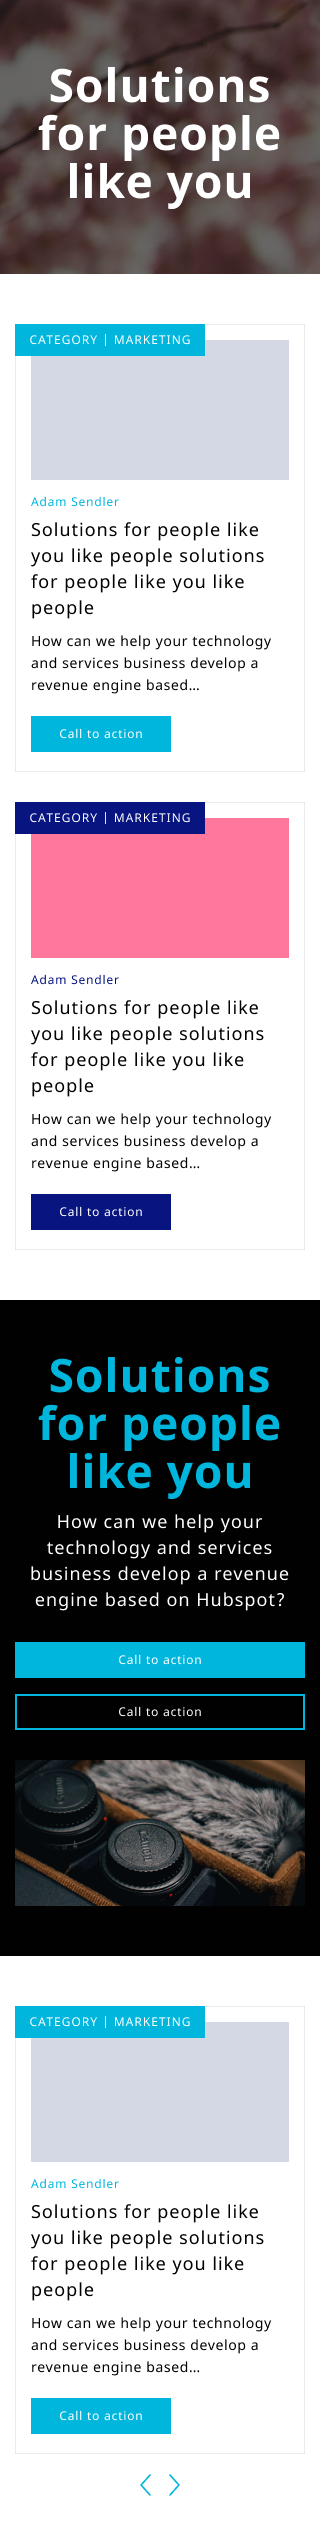 Solutions
for people
like you
CATEGORY | MARKETING
Adam Sendler
Solutions for people like
you like people solutions
for people like you like
people
How can we help your technology
and services business develop a
revenue engine based...
Call to action
CATEGORY | MARKETING
Adam Sendler
Solutions for people like
you like people solutions
for people like you like
people
How can we help your technology
and services business develop a
revenue engine based...
Call to action
Solutions
for people
like you
How can we help your
technology and services
business develop a revenue
engine based on Hubspot?
Call to action
Call to action
Canon
CATEGORY | MARKETING
Adam Sendler
Solutions for people like
you like people solutions
for people like you like
people
How can we help your technology
and services business develop a
revenue engine based...
Call to action